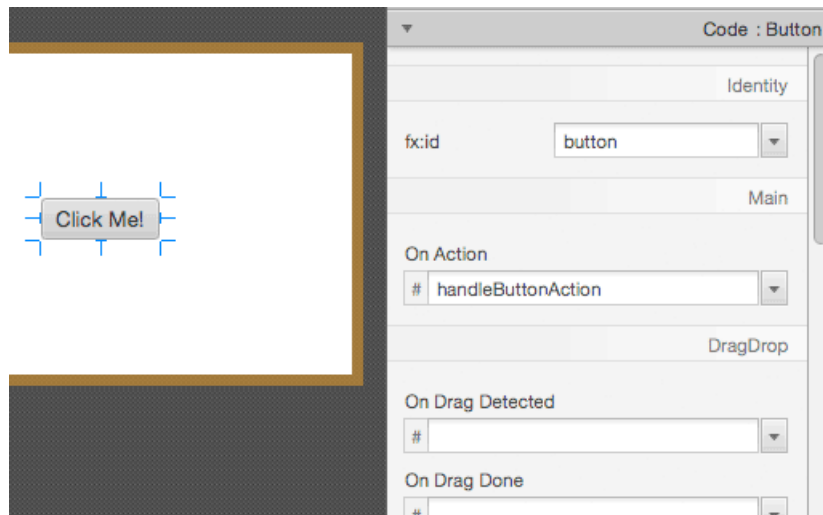 Code : Button
Identity
fx:id button
Main
Click Me!
On Action
# handleButtonAction
DragDrop
On Drag Detected
#
On Drag Done
#